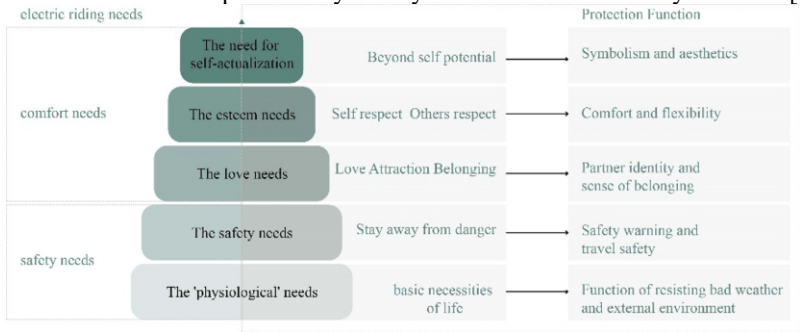 electric riding needs
Protection Function
The need for
self-actualization
Beyond self potential
Symbolism and aesthetics
comfort needs
The esteem needs
Self respect Others respect
Comfort and flexibility
The love needs
Love Attraction Belonging
Partner identity and
sense of belonging
The safety needs
Stay away from danger
Safety warning and
travel safety
safety needs
The 'physiological' needs
basic necessities
of life
Function of resisting bad weather
and external environment